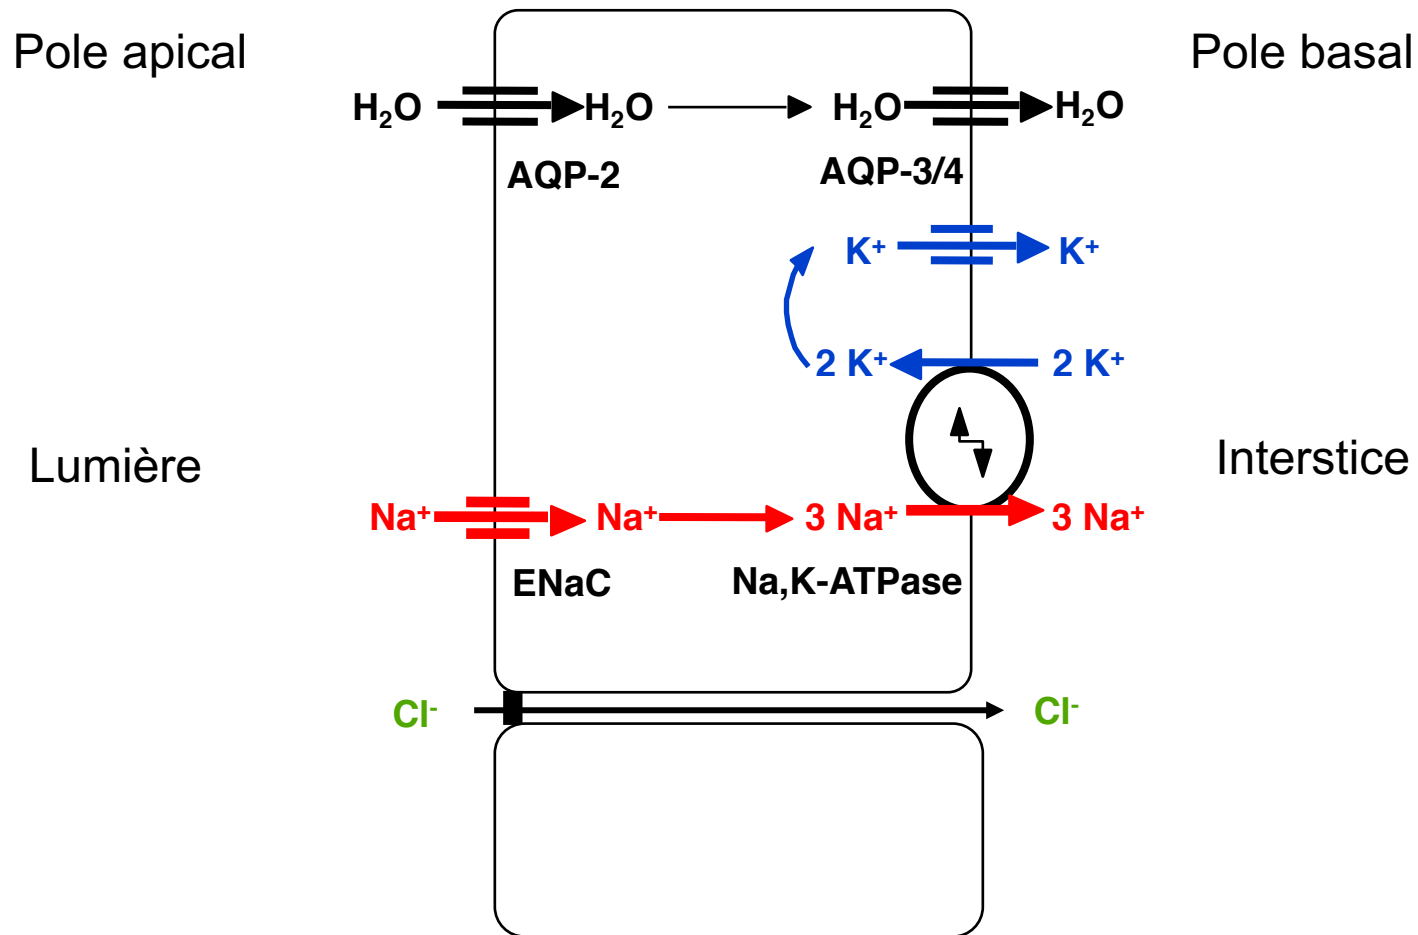 Pole apical
Pole basal
H₂O H₂O H₂O H₂O
AQP-2 AQP-3/4
K⁺ K⁺
2 K⁺ 2 K⁺
Lumière
Interstice
Na⁺ Na⁺ 3 Na⁺ 3 Na⁺
ENaC Na,K-ATPase
Cl⁻ Cl⁻